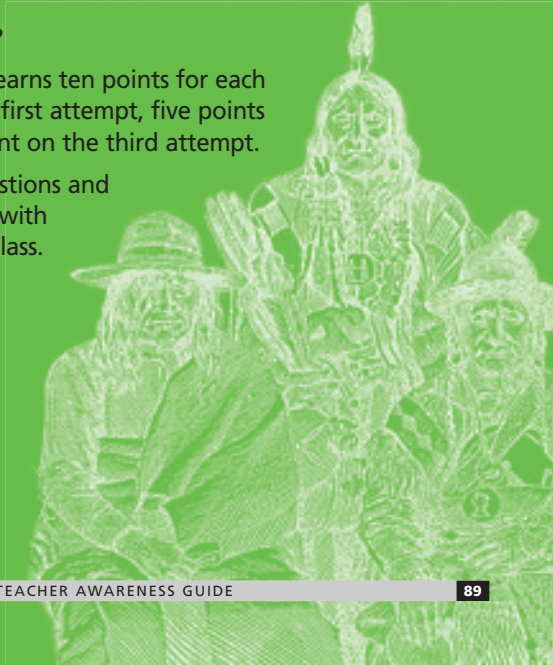 ?
earns ten points for each
first attempt, five points
nt on the third attempt.
stions and
with
lass.
TEACHER AWARENESS GUIDE 89